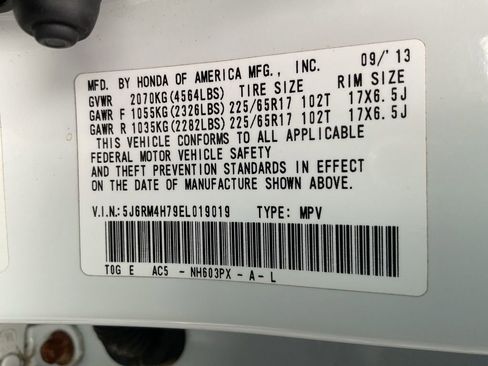 MFD. BY HONDA OF AMERICA MFG., INC. 09/'13
GVWR 2070KG(4564LBS) TIRE SIZE RIM SIZE
GAWR F 1055KG(2326LBS) 225/65R17 102T 17X6.5J
GAWR R 1035KG(2282LBS) 225/65R17 102T 17X6.5J
THIS VEHICLE CONFORMS TO ALL APPLICABLE
FEDERAL MOTOR VEHICLE SAFETY
AND THEFT PREVENTION STANDARDS IN EFFECT
ON THE DATE OF MANUFACTURE SHOWN ABOVE.
V.I.N.:5J6RM4H79EL019019 TYPE: MPV
TOG E AC5 - NH603PX - A - L